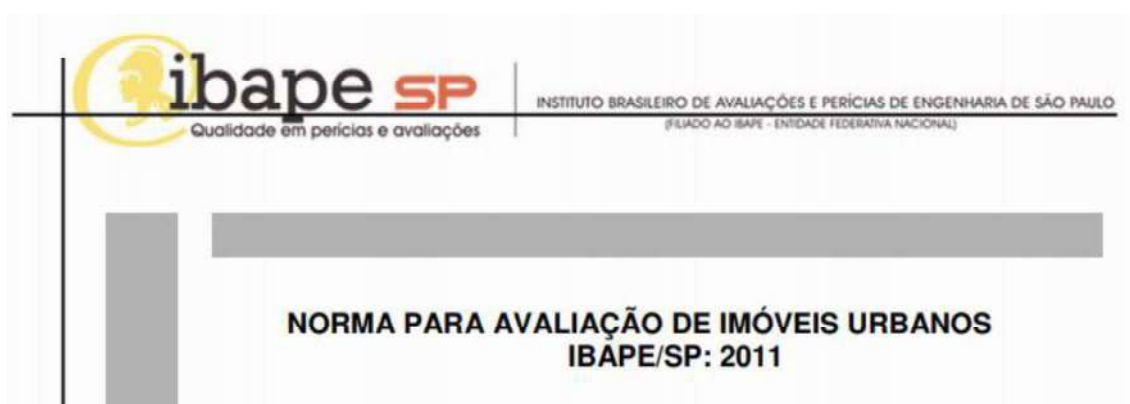 ibape SP
Qualidade em perícias e avaliações
INSTITUTO BRASILEIRO DE AVALIAÇÕES E PERÍCIAS DE ENGENHARIA DE SÃO PAULO
(FILIADO AO IBAPE - ENTIDADE FEDERATIVA NACIONAL)
NORMA PARA AVALIAÇÃO DE IMÓVEIS URBANOS
IBAPE/SP: 2011